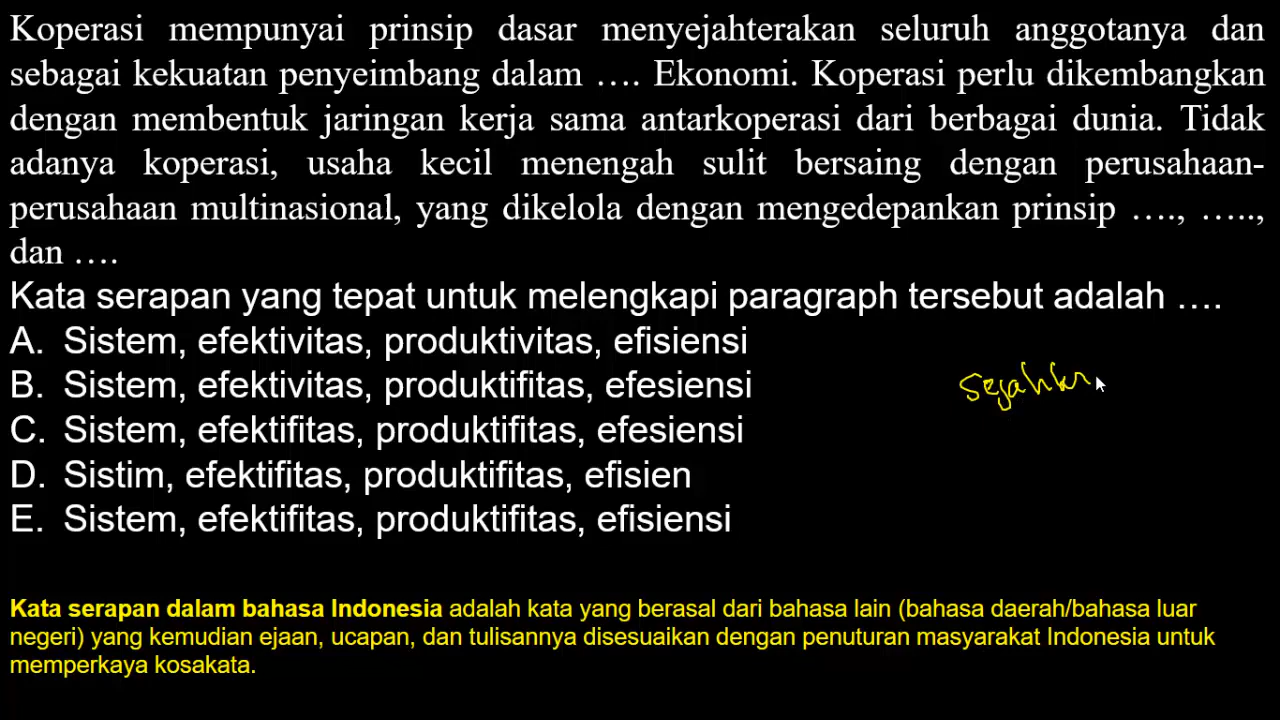 Koperasi mempunyai prinsip dasar menyejahterakan seluruh anggotanya dan
sebagai kekuatan penyeimbang dalam …. Ekonomi. Koperasi perlu dikembangkan
dengan membentuk jaringan kerja sama antarkoperasi dari berbagai dunia. Tidak
adanya koperasi, usaha kecil menengah sulit bersaing dengan perusahaan-
perusahaan multinasional, yang dikelola dengan mengedepankan prinsip …., …..,
dan ….
Kata serapan yang tepat untuk melengkapi paragraph tersebut adalah ….
A. Sistem, efektivitas, produktivitas, efisiensi
B. Sistem, efektivitas, produktifitas, efesiensi
C. Sistem, efektifitas, produktifitas, efesiensi
D. Sistim, efektifitas, produktifitas, efisien
E. Sistem, efektifitas, produktifitas, efisiensi
Kata serapan dalam bahasa Indonesia adalah kata yang berasal dari bahasa lain (bahasa daerah/bahasa luar
negeri) yang kemudian ejaan, ucapan, dan tulisannya disesuaikan dengan penuturan masyarakat Indonesia untuk
memperkaya kosakata.